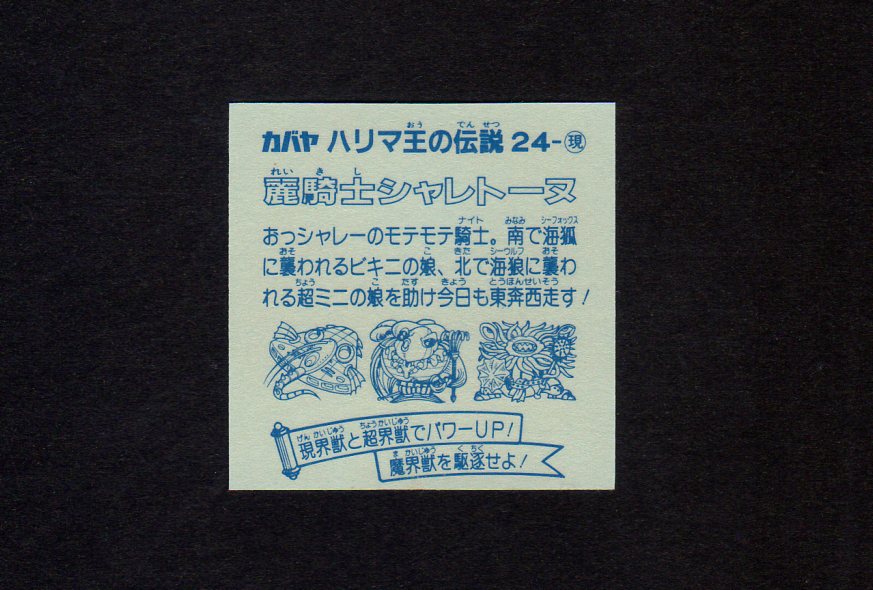 カバヤ ハリマ王の伝説 24-現
麗騎士シャレトーヌ
おっシャレーのモテモテ騎士。南で海狐
に襲われるビキニの娘、北で海狼に襲わ
れる超ミニの娘を助け今日も東奔西走す!
現界獣と超界獣でパワーUP!
魔界獣を駆逐せよ!